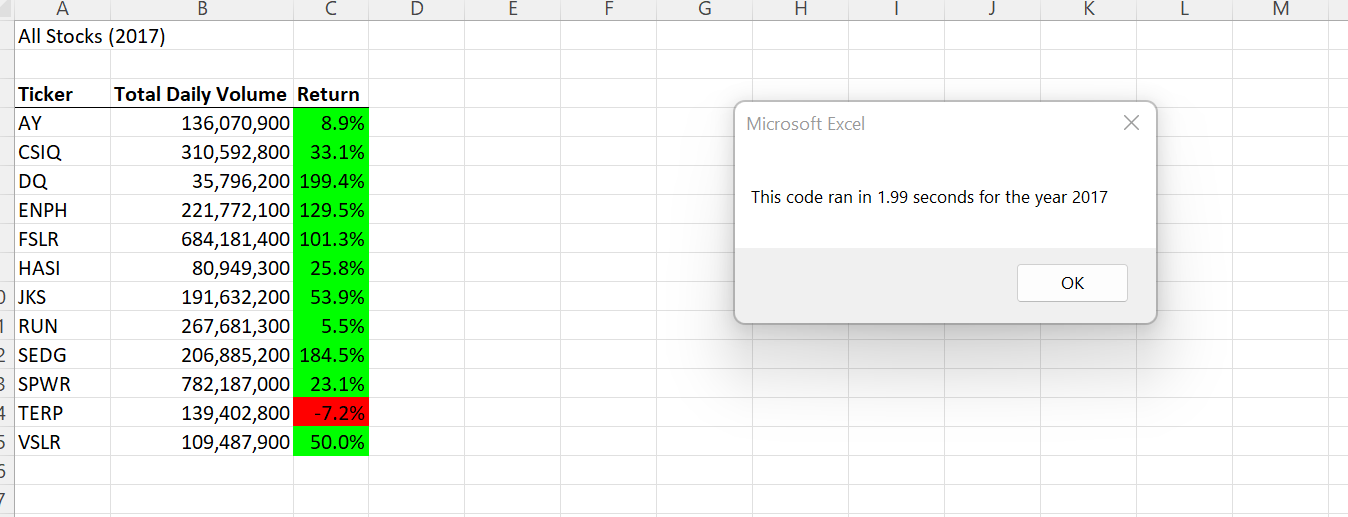 A B C D E F G H I J K L M
All Stocks (2017)
Ticker Total Daily Volume Return
AY 136,070,900 8.9%
CSIQ 310,592,800 33.1%
DQ 35,796,200 199.4%
ENPH 221,772,100 129.5%
FSLR 684,181,400 101.3%
HASI 80,949,300 25.8%
0 JKS 191,632,200 53.9%
1 RUN 267,681,300 5.5%
2 SEDG 206,885,200 184.5%
3 SPWR 782,187,000 23.1%
4 TERP 139,402,800 -7.2%
5 VSLR 109,487,900 50.0%
6
7
Microsoft Excel
This code ran in 1.99 seconds for the year 2017
OK